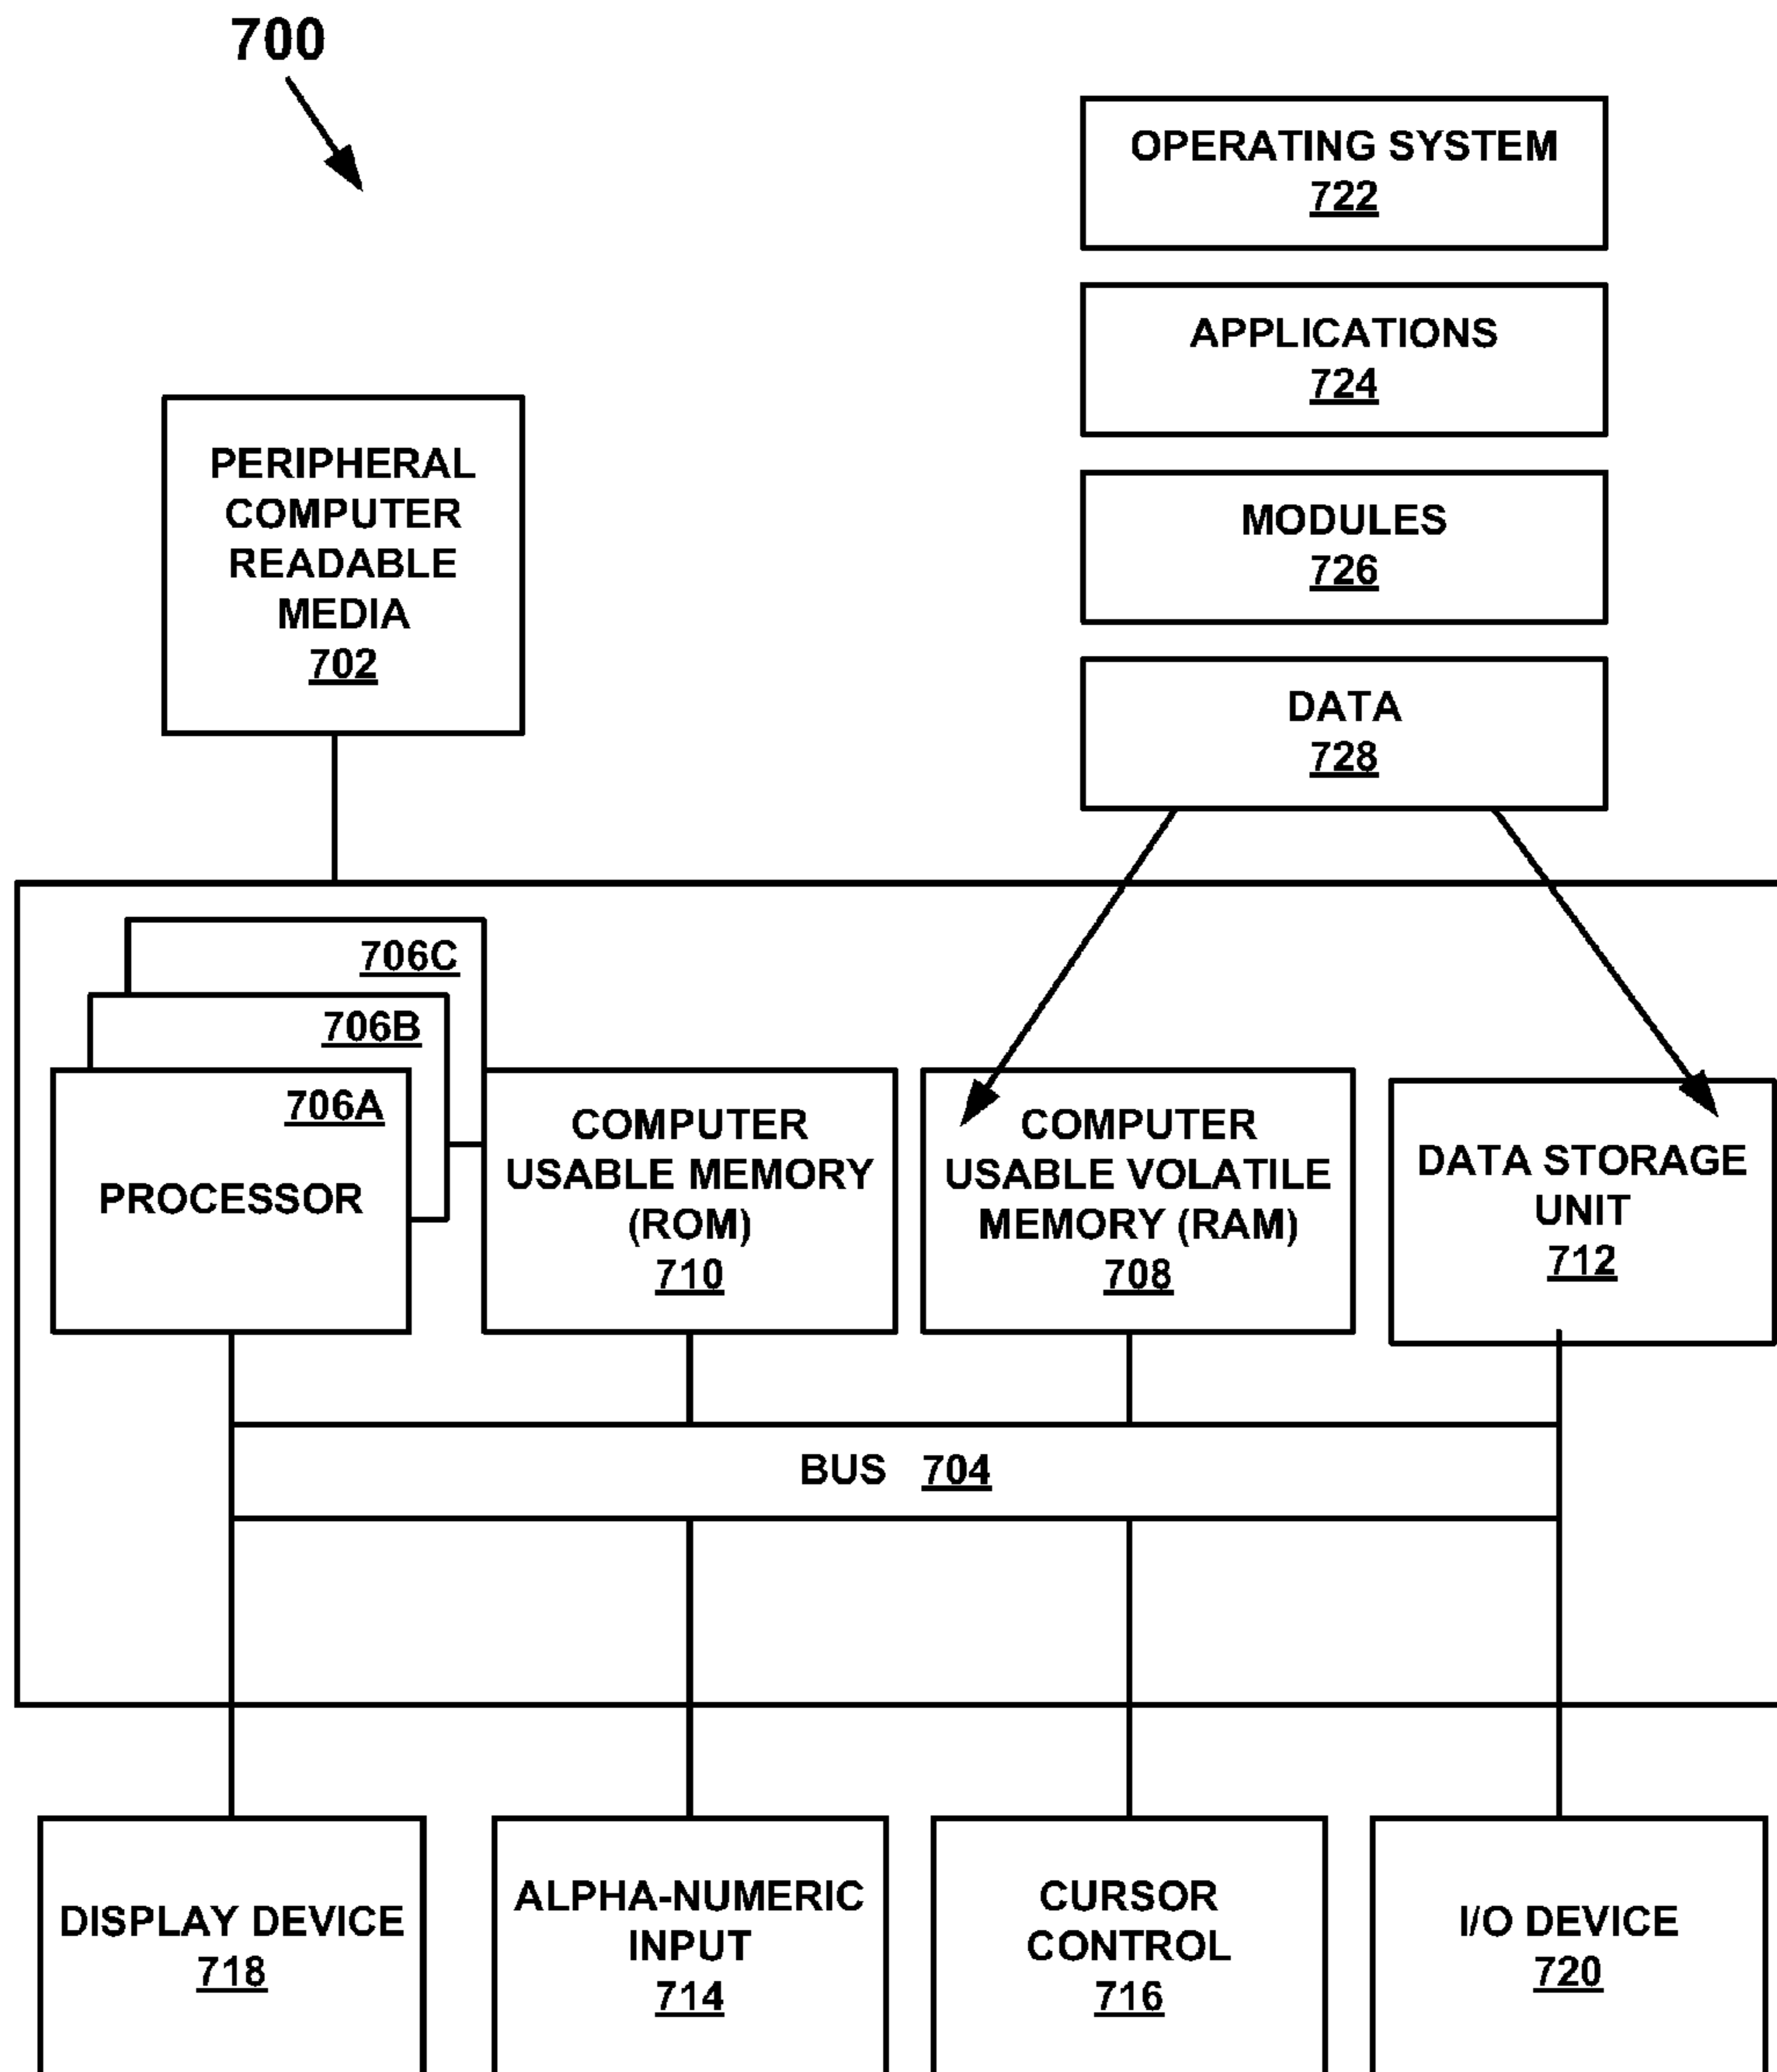 700
OPERATING SYSTEM
722
APPLICATIONS
724
MODULES
726
DATA
728
PERIPHERAL
COMPUTER
READABLE
MEDIA
702
706C
706B
706A
PROCESSOR
COMPUTER
USABLE MEMORY
(ROM)
710
COMPUTER
USABLE VOLATILE
MEMORY (RAM)
708
DATA STORAGE
UNIT
712
BUS 704
DISPLAY DEVICE
718
ALPHA-NUMERIC
INPUT
714
CURSOR
CONTROL
716
I/O DEVICE
720